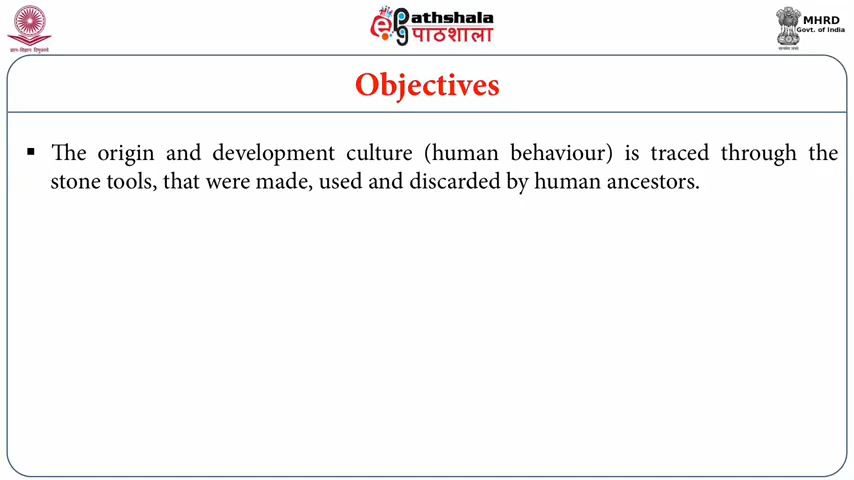 ePathshala
पाठशाला
MHRD
Govt. of India
Objectives
▪ The origin and development culture (human behaviour) is traced through the
stone tools, that were made, used and discarded by human ancestors.